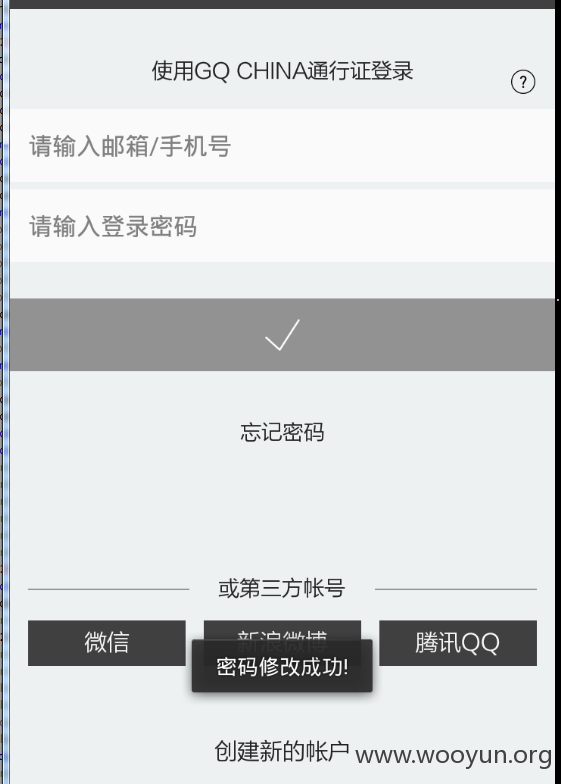 使用GQ CHINA通行证登录
?
请输入邮箱/手机号
请输入登录密码
忘记密码
或第三方帐号
微信 新浪微博 腾讯QQ
密码修改成功!
创建新的帐户
www.wooyun.org